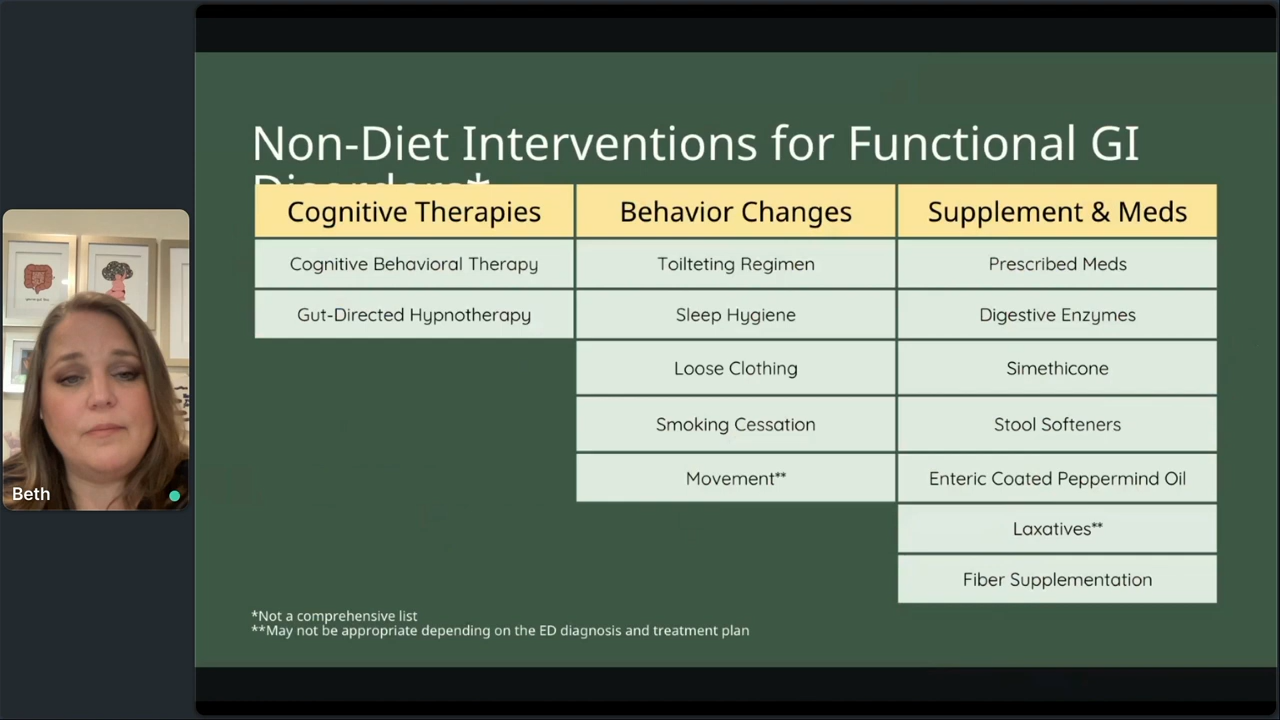 Non-Diet Interventions for Functional GI
Disorders*
Cognitive Therapies
Behavior Changes
Supplement & Meds
Cognitive Behavioral Therapy
Toilteting Regimen
Prescribed Meds
Gut-Directed Hypnotherapy
Sleep Hygiene
Digestive Enzymes
Loose Clothing
Simethicone
Smoking Cessation
Stool Softeners
Movement**
Enteric Coated Peppermind Oil
Laxatives**
Fiber Supplementation
*Not a comprehensive list
**May not be appropriate depending on the ED diagnosis and treatment plan
Beth